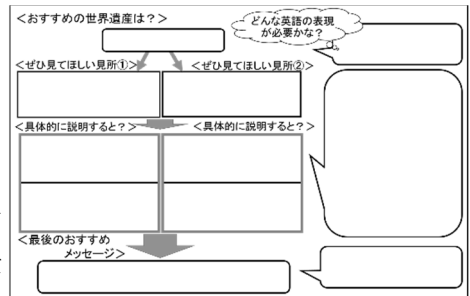 <おすすめの世界遺産は？>
どんな英語の表現
が必要かな？
<ぜひ見てほしい見所①>
<ぜひ見てほしい見所②>
<具体的に説明すると？>
<具体的に説明すると？>
<最後のおすすめ
メッセージ>